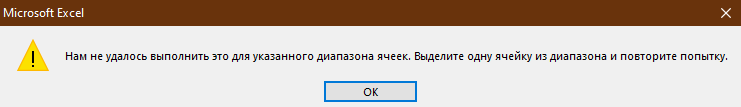 Microsoft Excel
Нам не удалось выполнить это для указанного диапазона ячеек. Выделите одну ячейку из диапазона и повторите попытку.
ОК